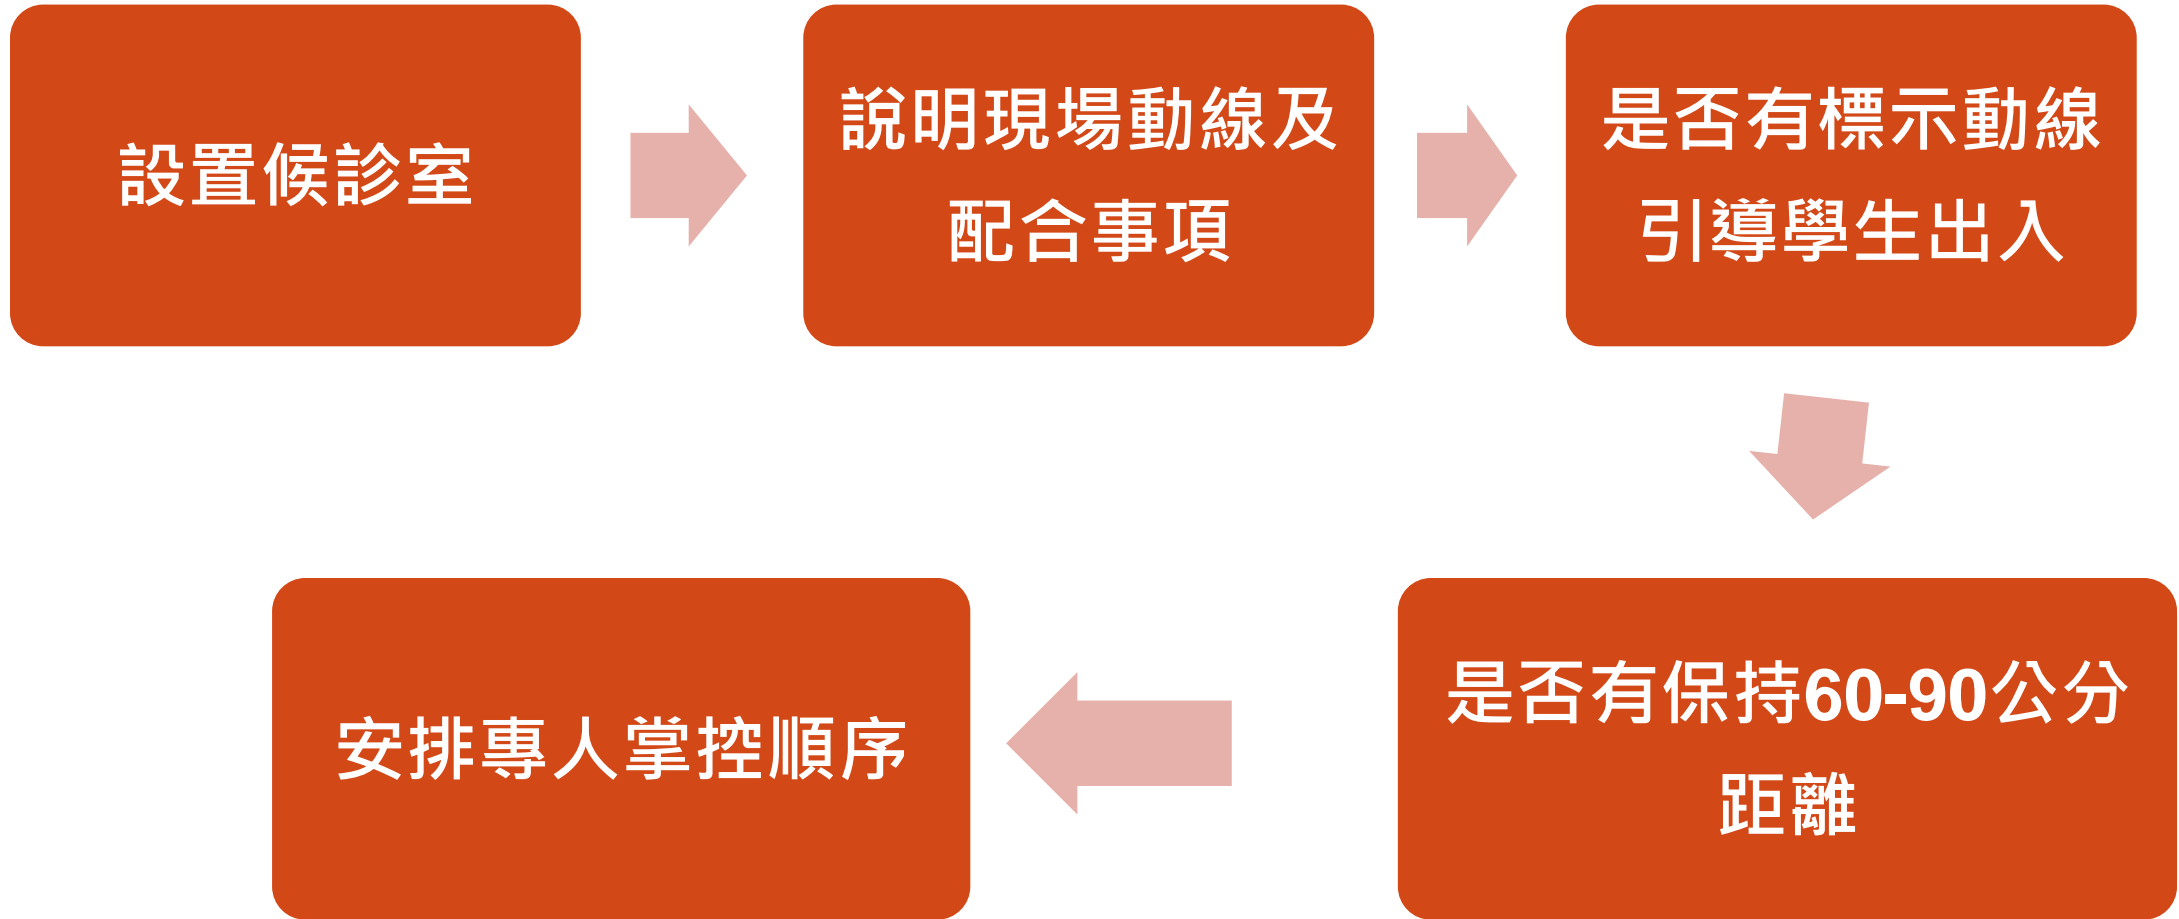 設置候診室
說明現場動線及
配合事項
是否有標示動線
引導學生出入
是否有保持60-90公分
距離
安排專人掌控順序